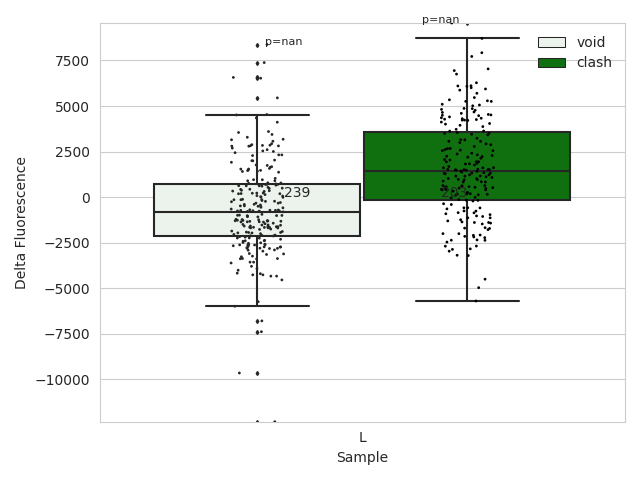 p=nan
p=nan
void
clash
7500
5000
2500
0
−2500
−5000
−7500
−10000
239
Delta Fluorescence
L
Sample